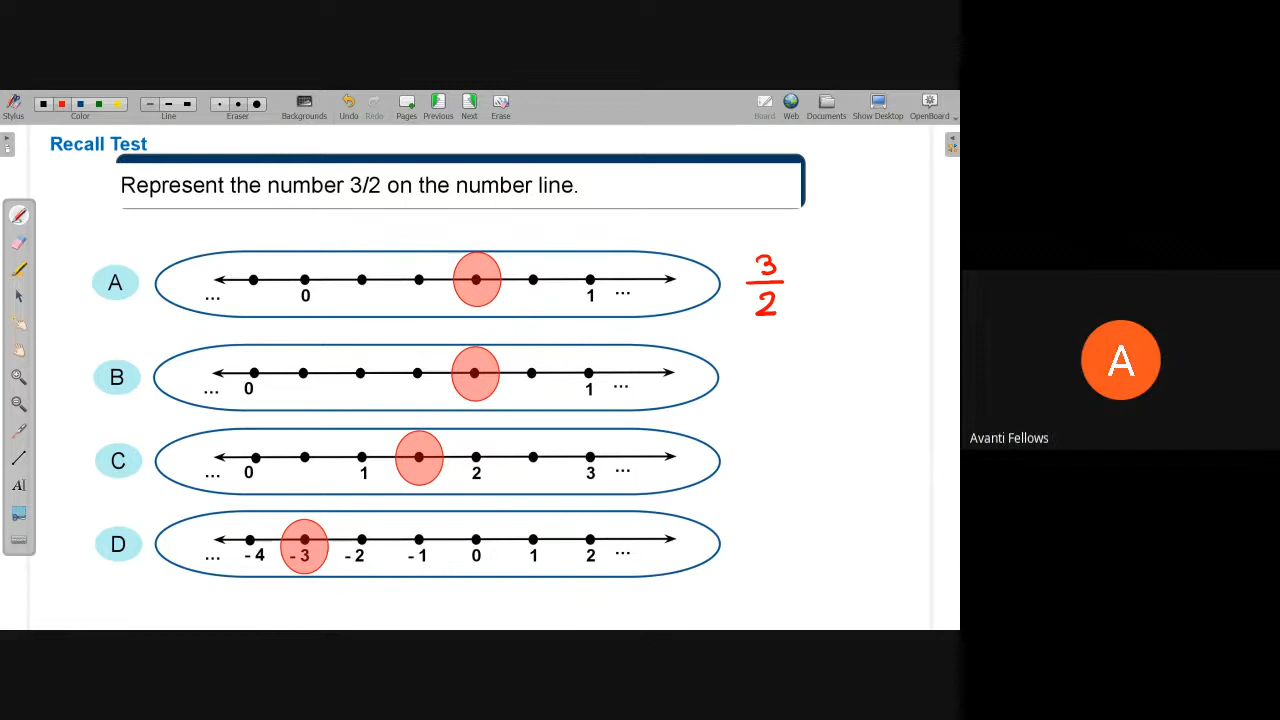 Stylus
Color
Line
Eraser
Backgrounds
Undo
Redo
Pages
Previous
Next
Erase
Board
Web
Documents
Show Desktop
OpenBoard
Recall Test
Represent the number 3/2 on the number line.
A
... 0 1 ...
3
2
B
... 0 1 ...
C
... 0 1 2 3 ...
D
... - 4 - 3 - 2 - 1 0 1 2 ...
A
Avanti Fellows